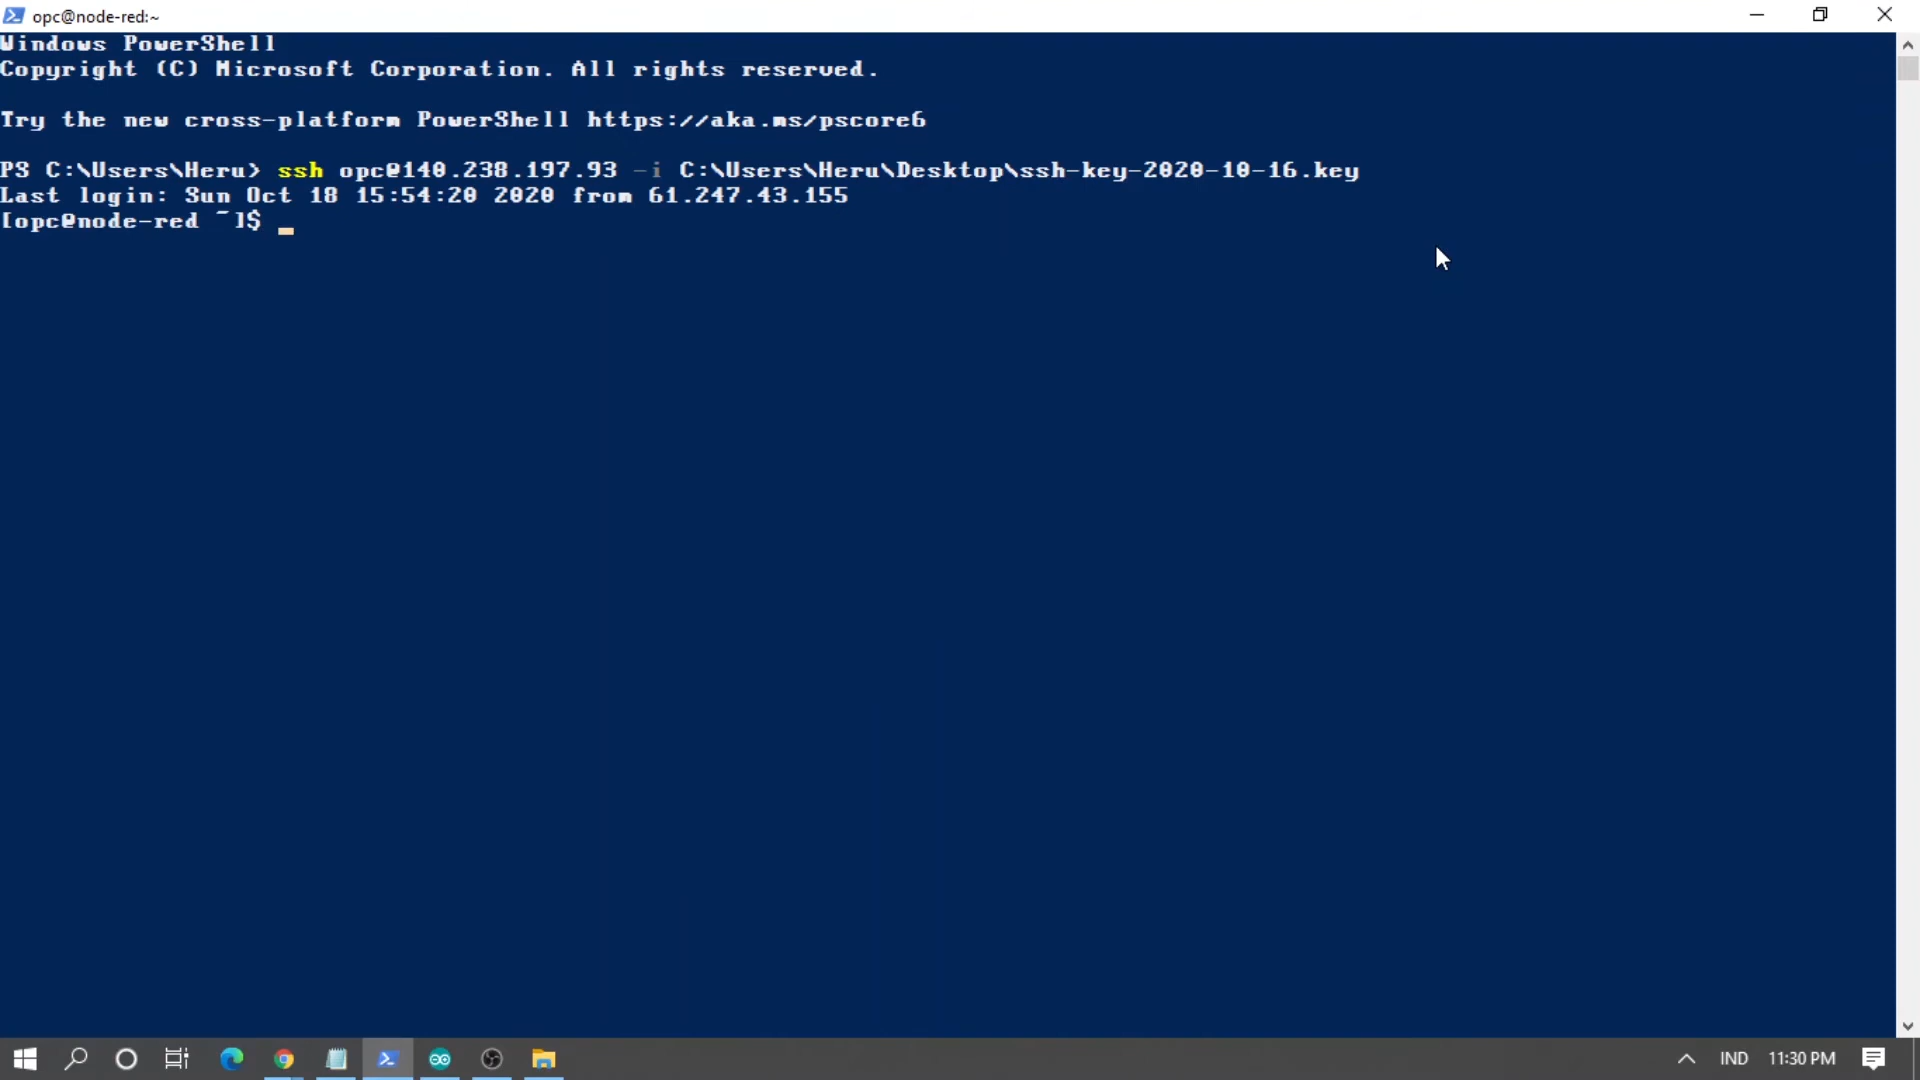 opc@node-red:~
Windows PowerShell
Copyright (C) Microsoft Corporation. All rights reserved.
Try the new cross-platform PowerShell https://aka.ms/pscore6
PS C:\Users\Heru> ssh opc@140.238.197.93 -i C:\Users\Heru\Desktop\ssh-key-2020-10-16.key
Last login: Sun Oct 18 15:54:20 2020 from 61.247.43.155
[opc@node-red ~]$
IND 11:30 PM